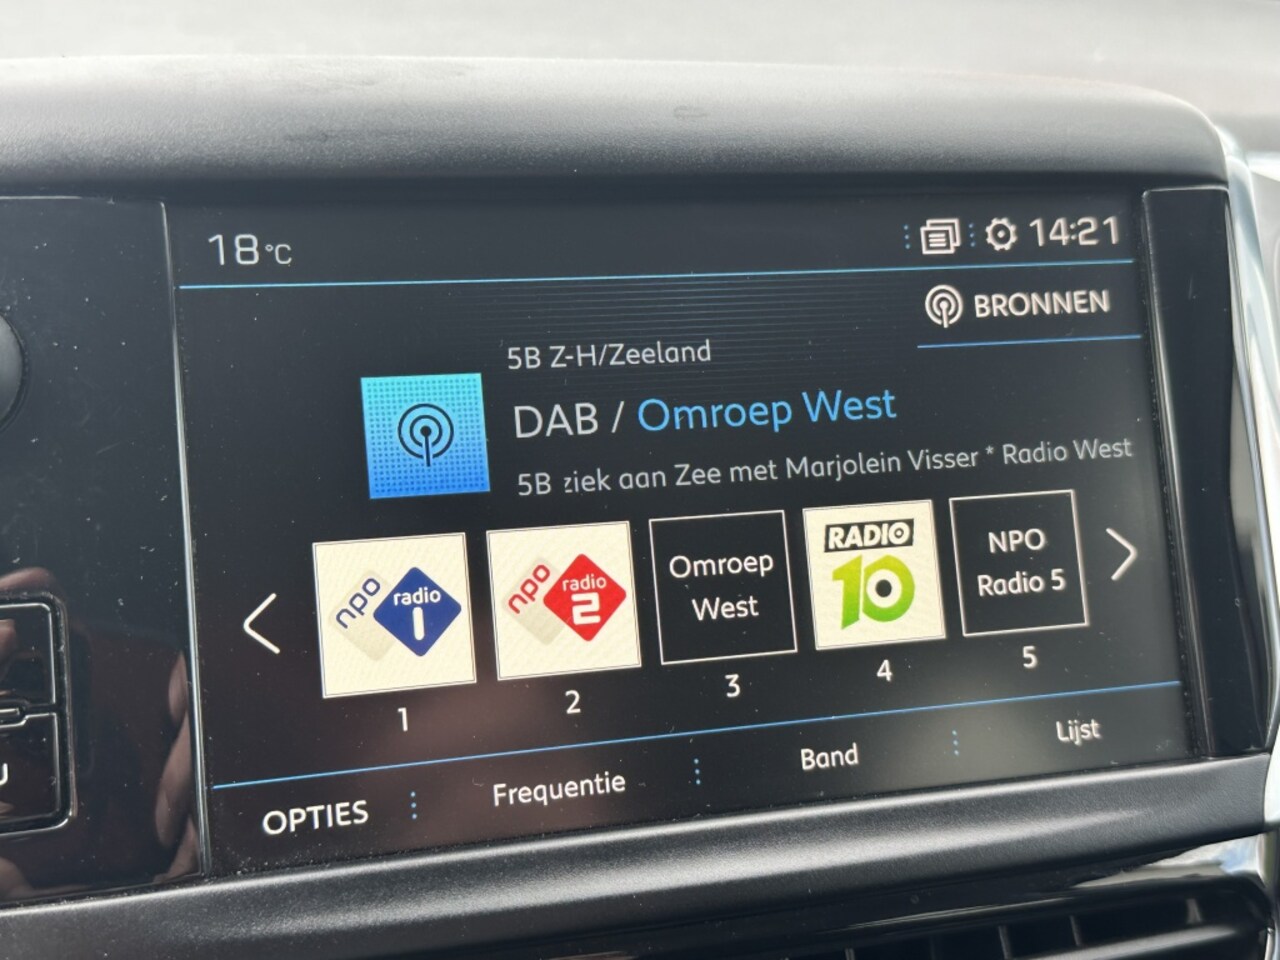 18 °C
14:21
BRONNEN
5B Z-H/Zeeland
DAB / Omroep West
5B ziek aan Zee met Marjolein Visser * Radio West
npo radio 1
npo radio 2
Omroep
West
RADIO
10
NPO
Radio 5
1
2
3
4
5
OPTIES
Frequentie
Band
Lijst
U